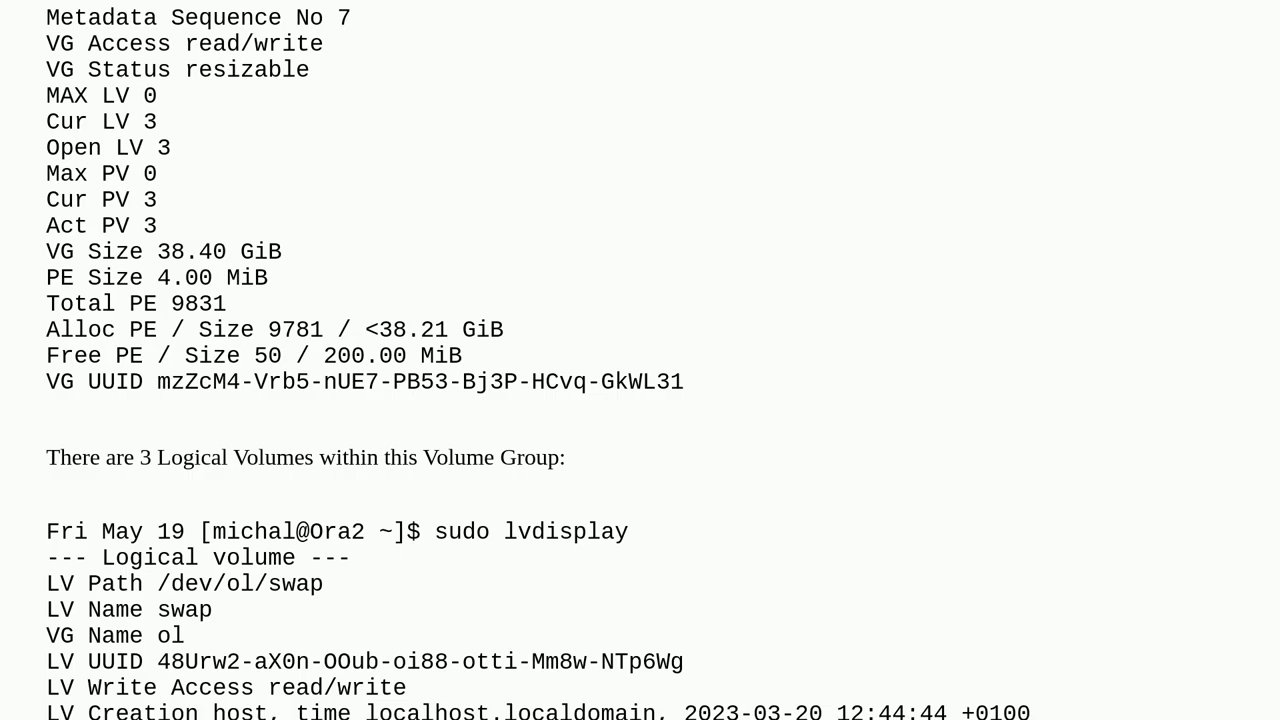 Metadata Sequence No 7
VG Access read/write
VG Status resizable
MAX LV 0
Cur LV 3
Open LV 3
Max PV 0
Cur PV 3
Act PV 3
VG Size 38.40 GiB
PE Size 4.00 MiB
Total PE 9831
Alloc PE / Size 9781 / <38.21 GiB
Free PE / Size 50 / 200.00 MiB
VG UUID mzZcM4-Vrb5-nUE7-PB53-Bj3P-HCvq-GkWL31
There are 3 Logical Volumes within this Volume Group:
Fri May 19 [michal@Ora2 ~]$ sudo lvdisplay
--- Logical volume ---
LV Path /dev/ol/swap
LV Name swap
VG Name ol
LV UUID 48Urw2-aX0n-OOub-oi88-otti-Mm8w-NTp6Wg
LV Write Access read/write
LV Creation host, time localhost.localdomain, 2023-03-20 12:44:44 +0100